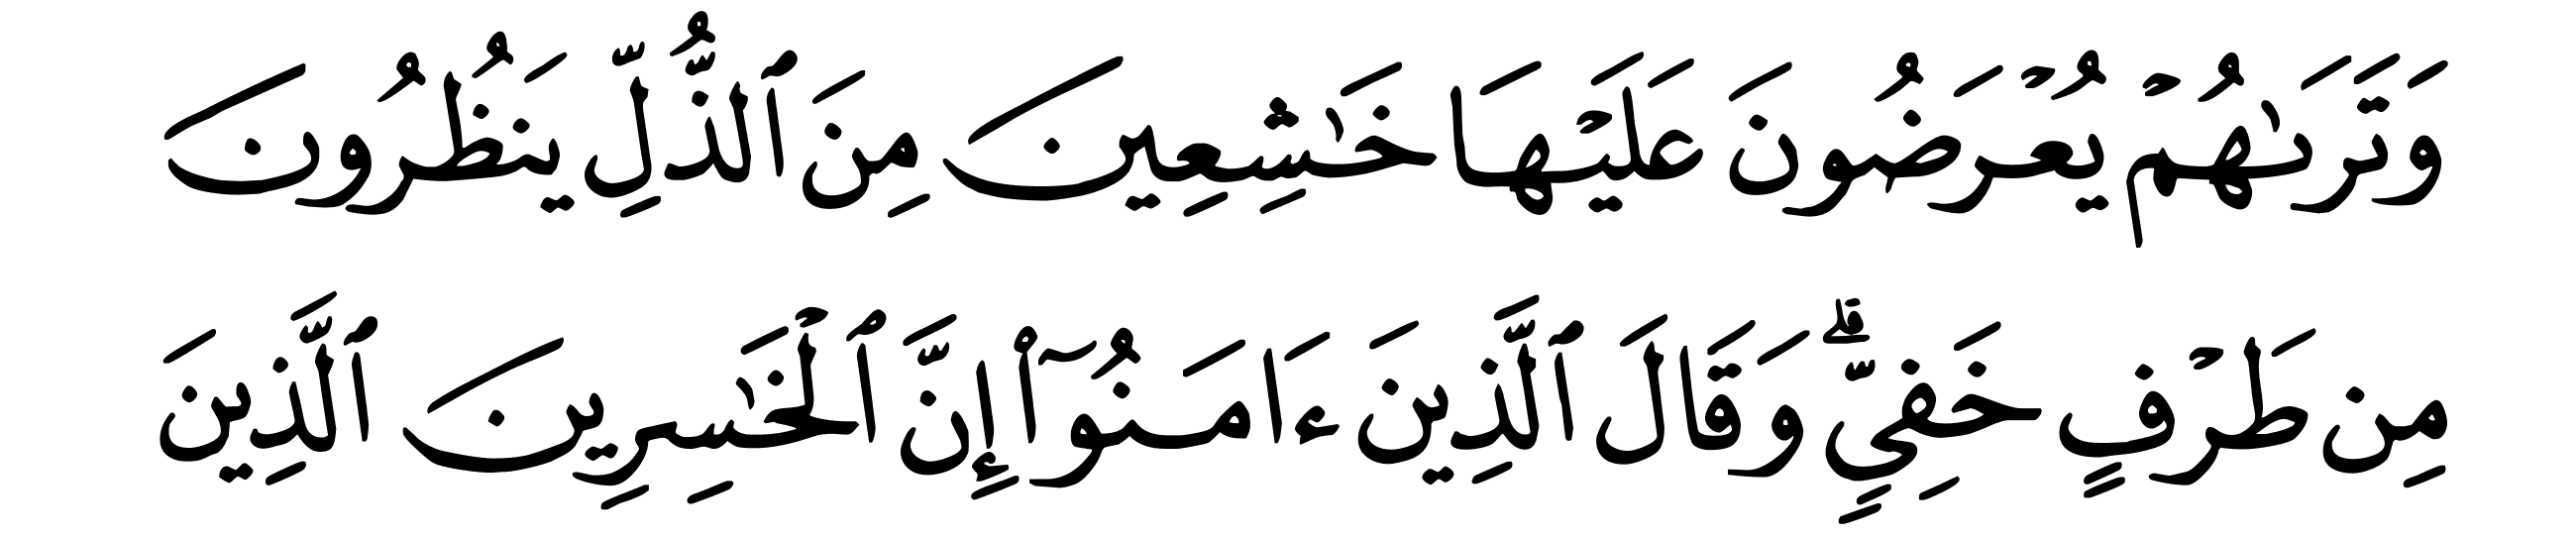 وَتَرَىٰهُمْ يُعْرَضُونَ عَلَيْهَا خَٰشِعِينَ مِنَ ٱلذُّلِّ يَنظُرُونَ
مِن طَرْفٍ خَفِىٍّۗ وَقَالَ ٱلَّذِينَ ءَامَنُوٓا۟ إِنَّ ٱلْخَٰسِرِينَ ٱلَّذِينَ